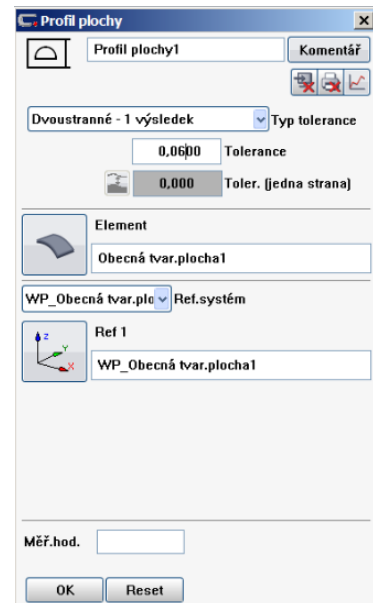 Profil plochy
Profil plochy1 Komentář
Dvoustranné - 1 výsledek Typ tolerance
0,0600 Tolerance
0,000 Toler. (jedna strana)
Element
Obecná tvar.plocha1
WP_Obecná tvar.plo Ref.systém
Z Y X
Ref 1
WP_Obecná tvar.plocha1
Měř.hod.
OK Reset